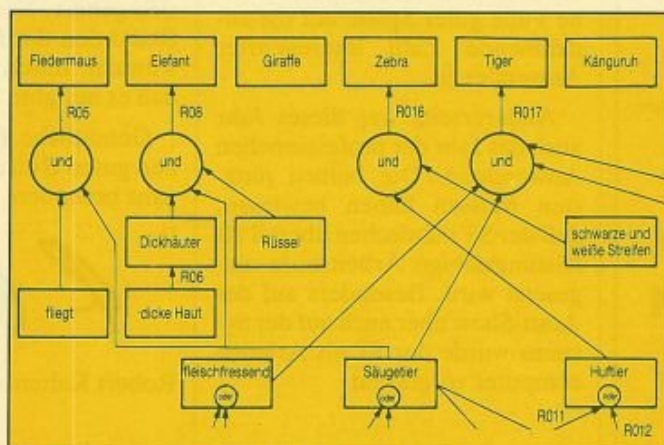 Fledermaus
Elefant
Giraffe
Zebra
Tiger
Känguruh
R05
R08
R016
R017
und
und
und
und
Dickhäuter
Rüssel
schwarze und
weiße Streifen
R06
fliegt
dicke Haut
fleischfressend
Säugetier
Huftier
oder
oder
oder
R011
R012